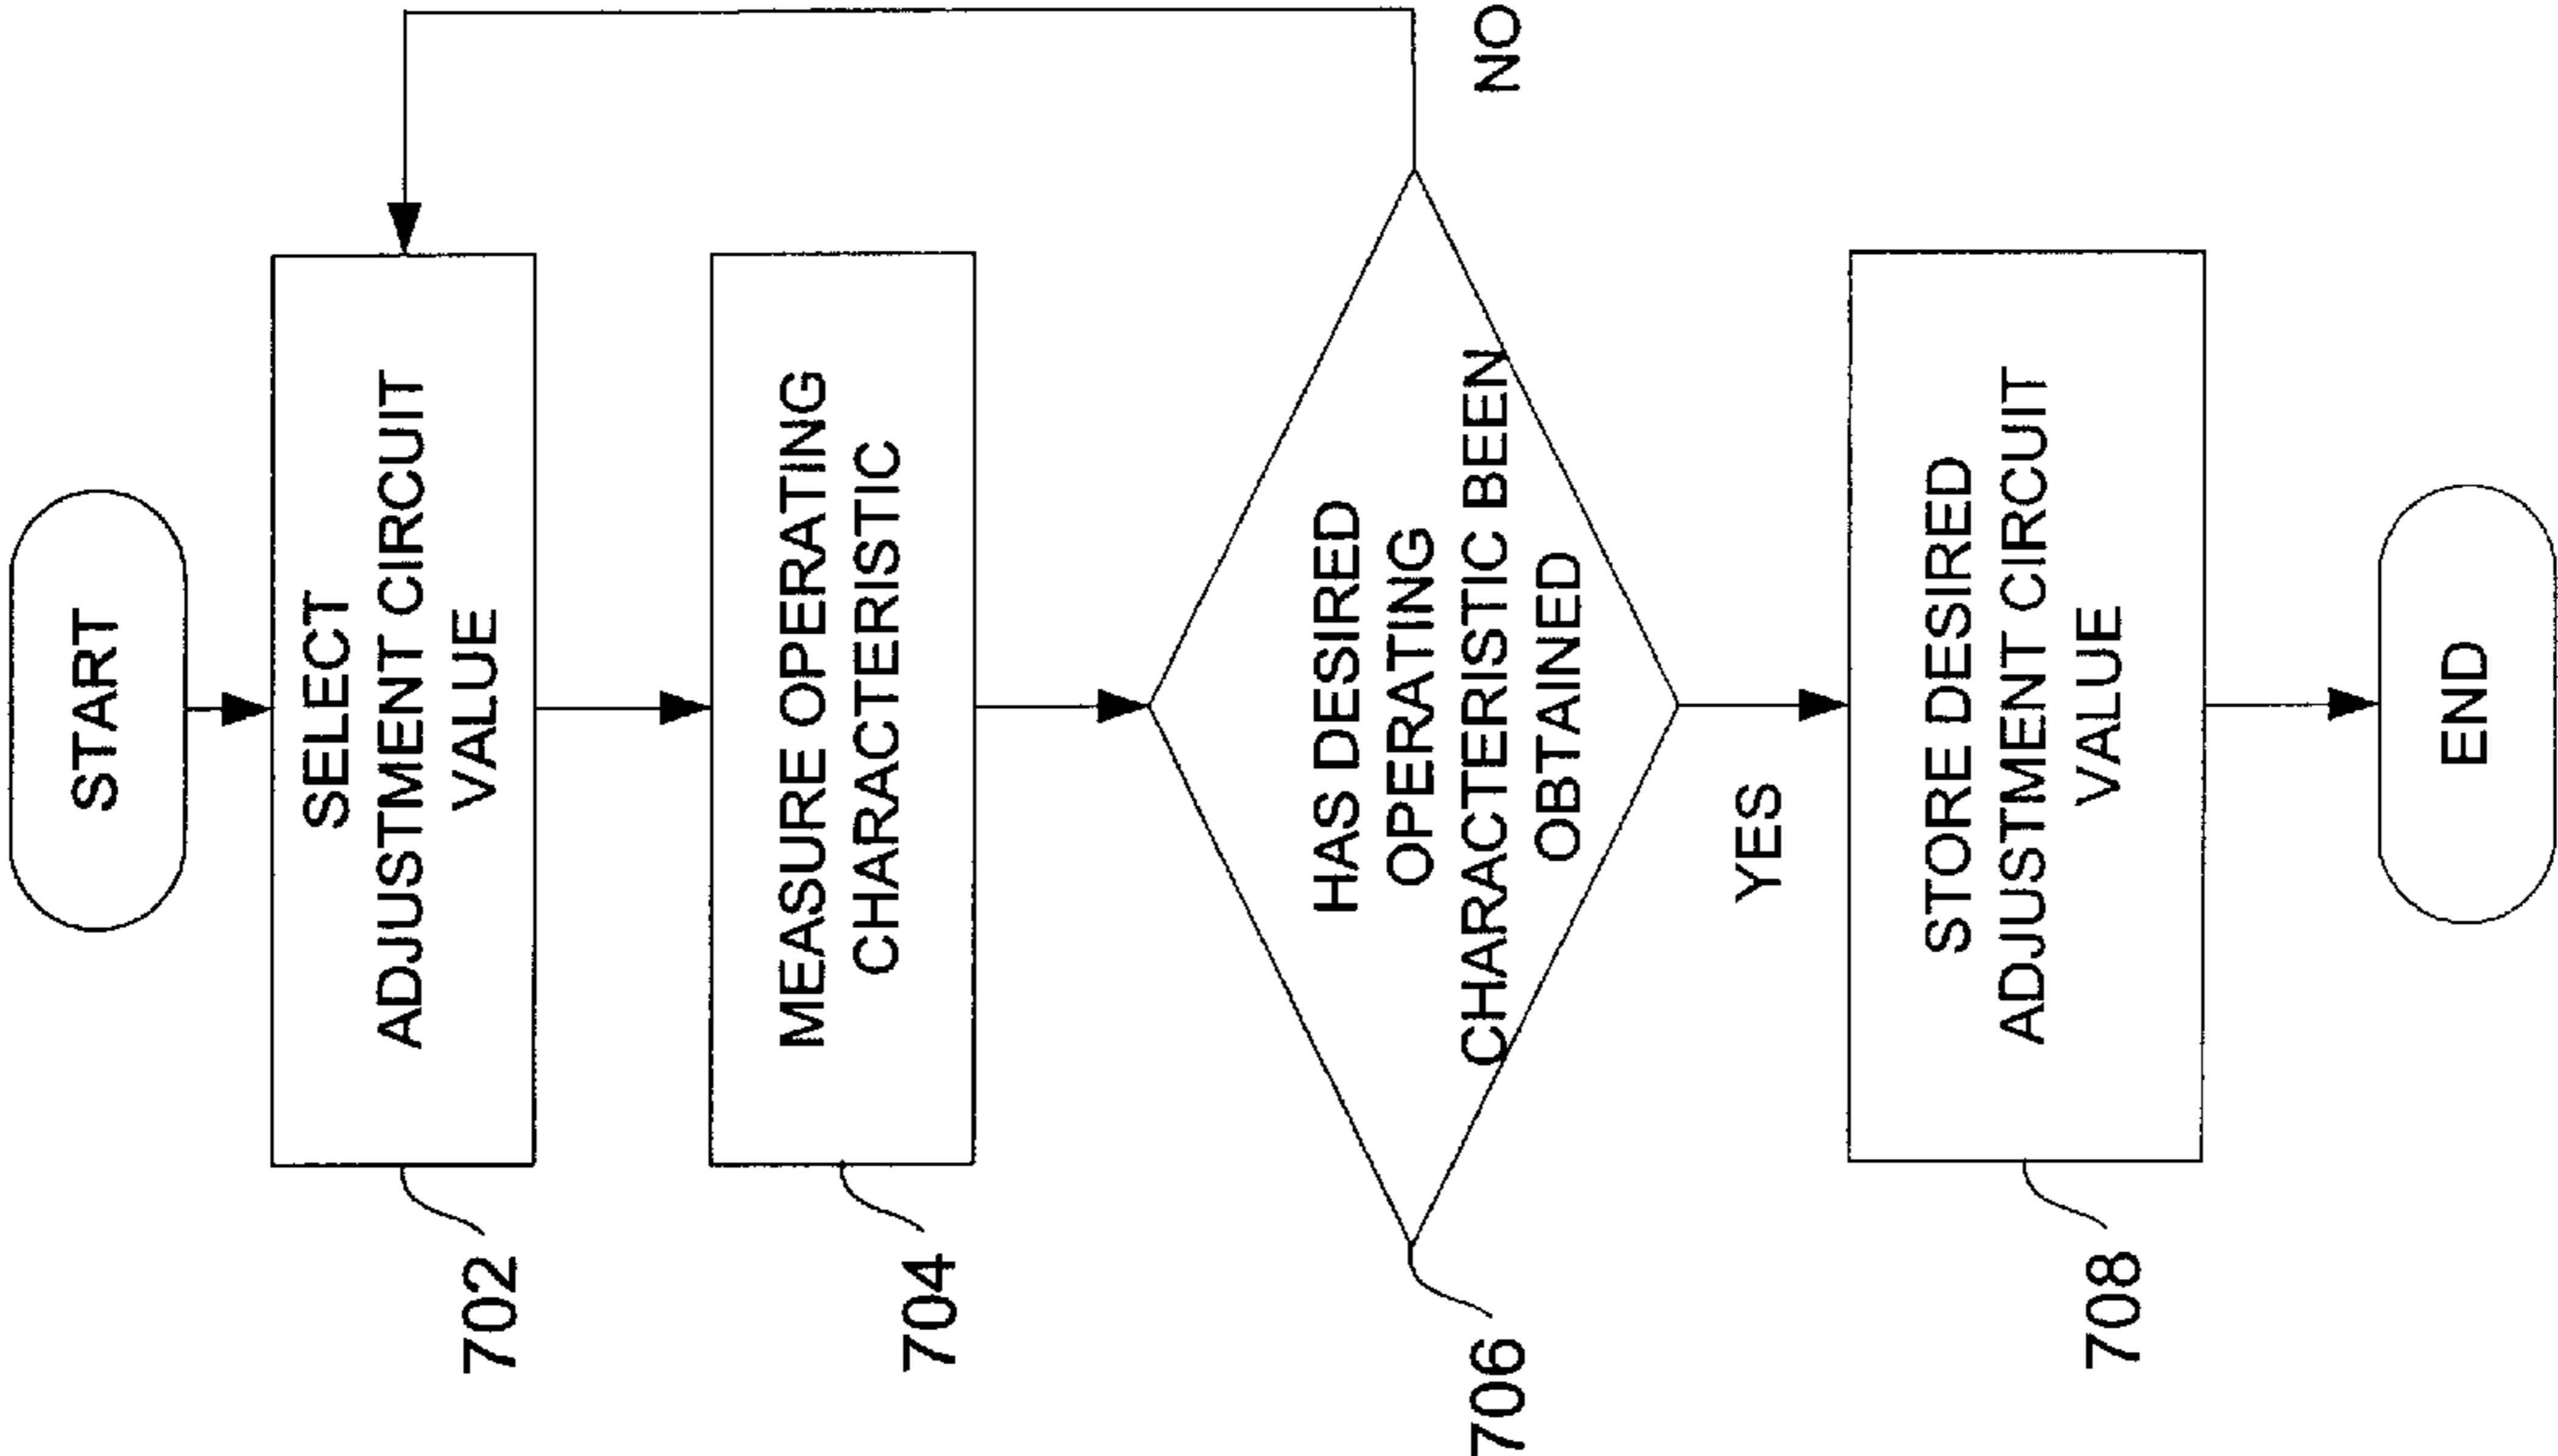 START
SELECT
ADJUSTMENT CIRCUIT
VALUE
702
MEASURE OPERATING
CHARACTERISTIC
704
HAS DESIRED
OPERATING
CHARACTERISTIC BEEN
OBTAINED
706
NO
YES
STORE DESIRED
ADJUSTMENT CIRCUIT
VALUE
708
END